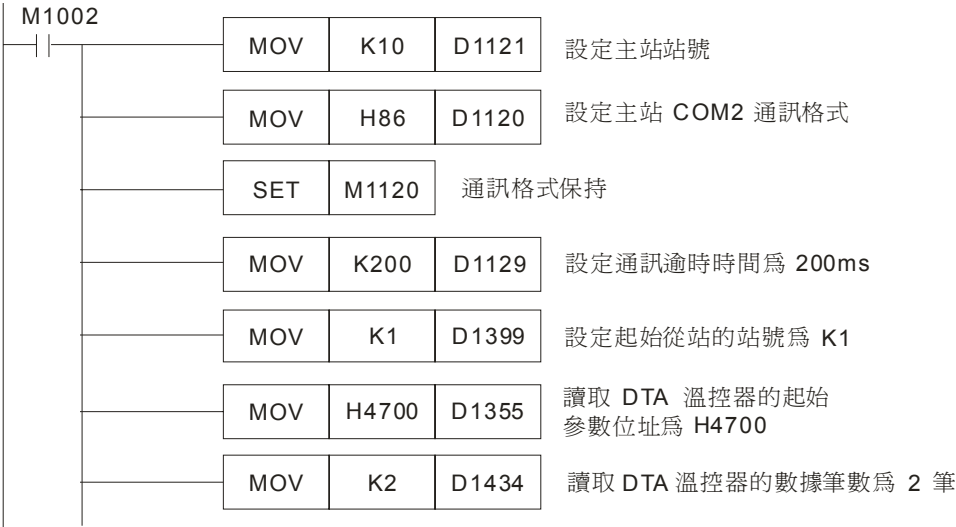 M1002
MOV K10 D1121 設定主站站號
MOV H86 D1120 設定主站 COM2 通訊格式
SET M1120 通訊格式保持
MOV K200 D1129 設定通訊逾時時間爲 200ms
MOV K1 D1399 設定起始從站的站號爲 K1
MOV H4700 D1355 讀取 DTA 溫控器的起始
參數位址爲 H4700
MOV K2 D1434 讀取 DTA 溫控器的數據筆數爲 2 筆